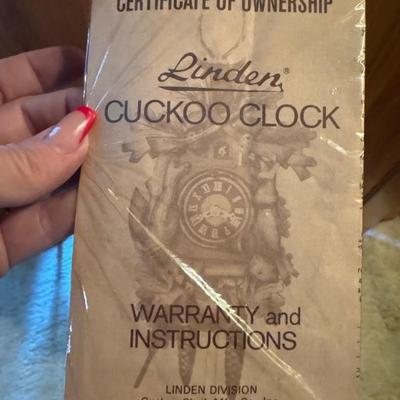 CERTIFICATE OF OWNERSHIP
Linden®
CUCKOO CLOCK
WARRANTY and
INSTRUCTIONS
LINDEN DIVISION